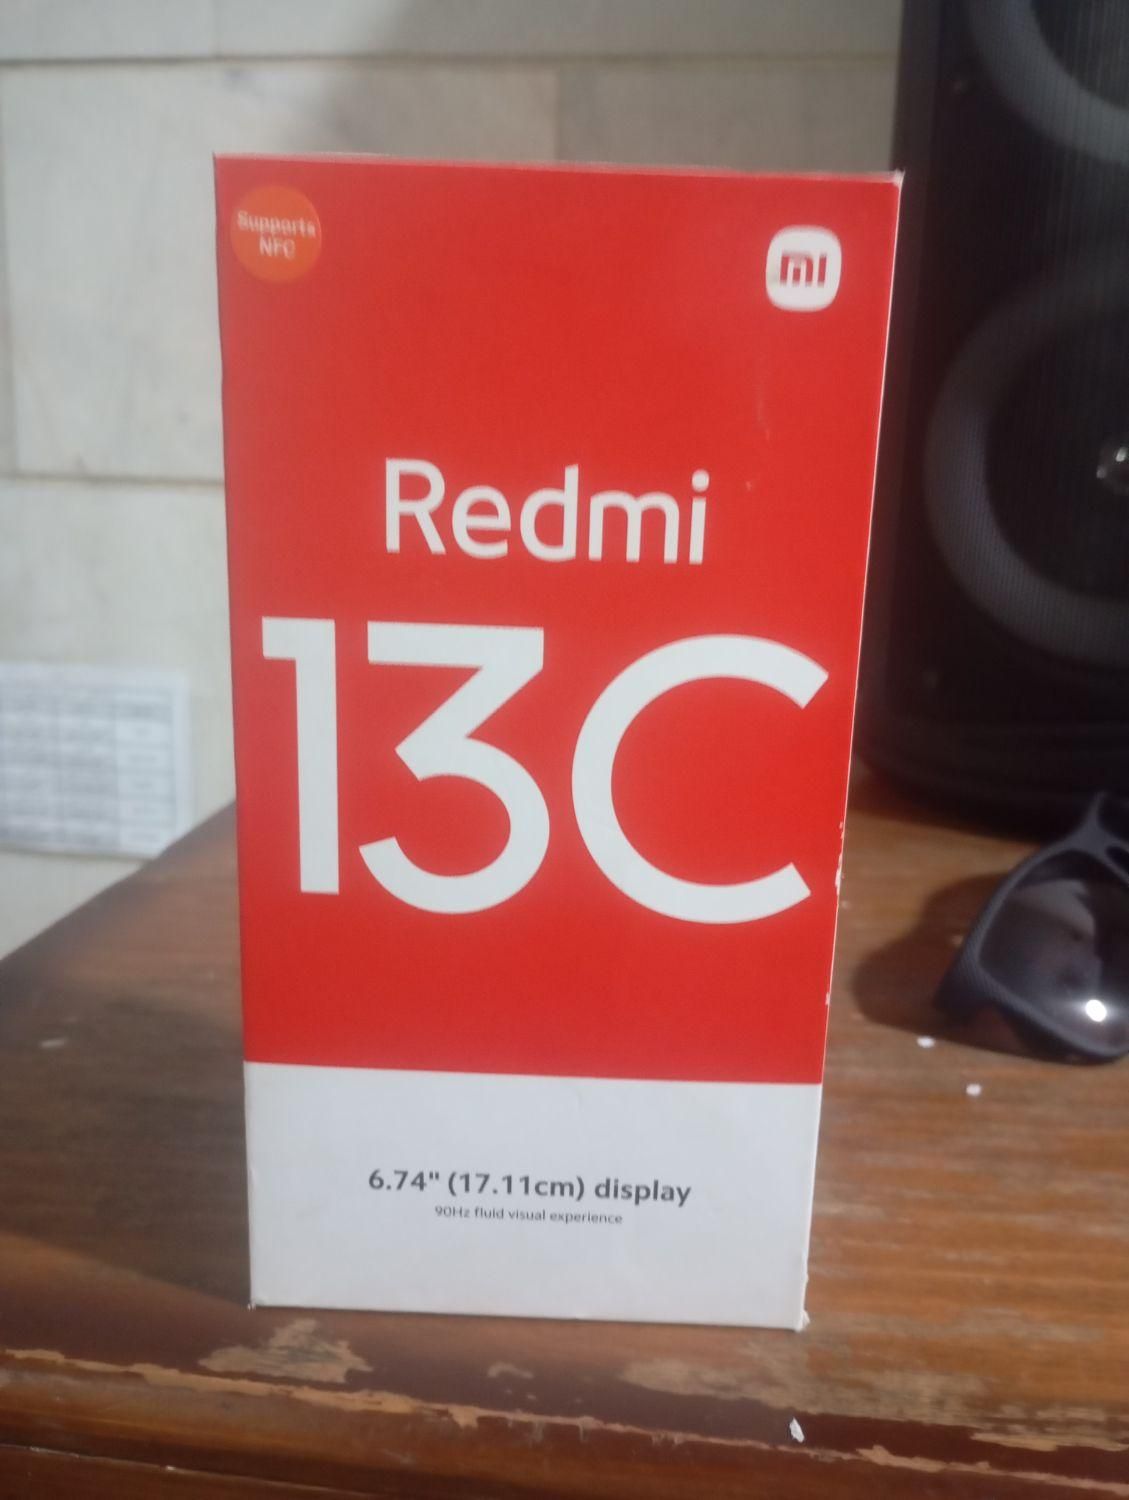 Supports
NFC
mi
Redmi
13C
6.74" (17.11cm) display
90Hz fluid visual experience